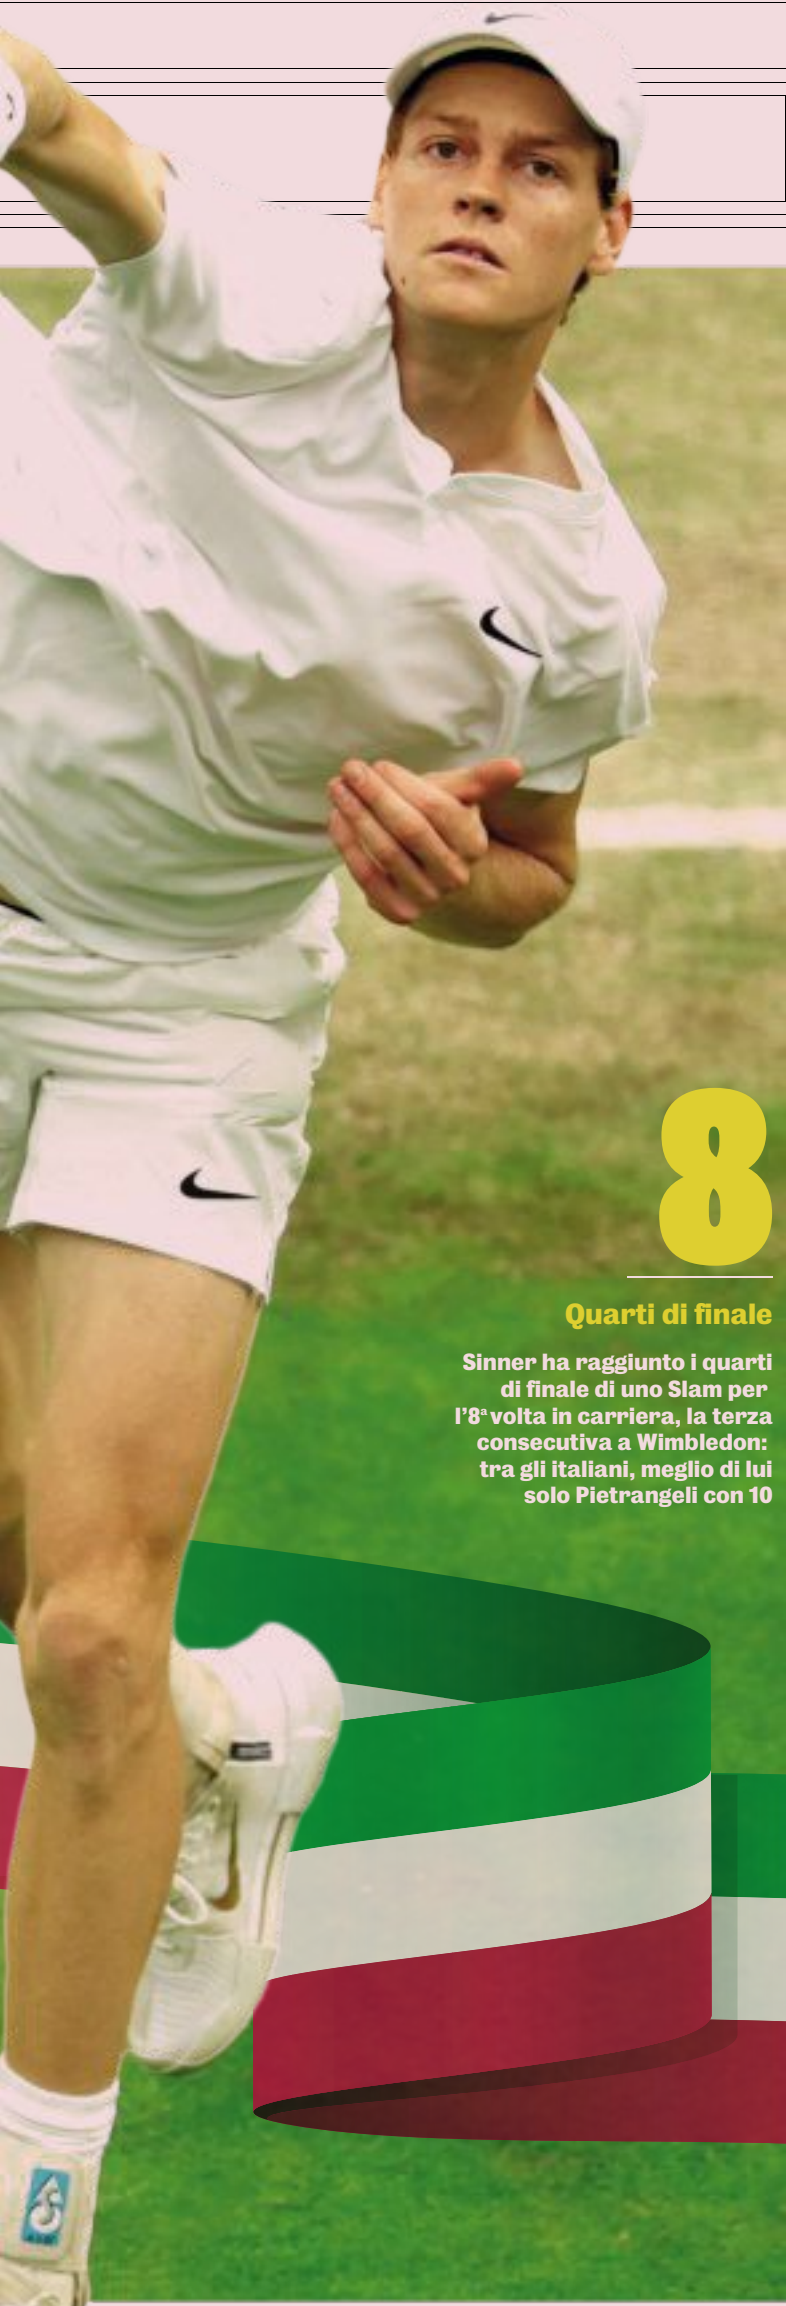 8
Quarti di finale
Sinner ha raggiunto i quarti
di finale di uno Slam per
l'8ª volta in carriera, la terza
consecutiva a Wimbledon:
tra gli italiani, meglio di lui
solo Pietrangeli con 10